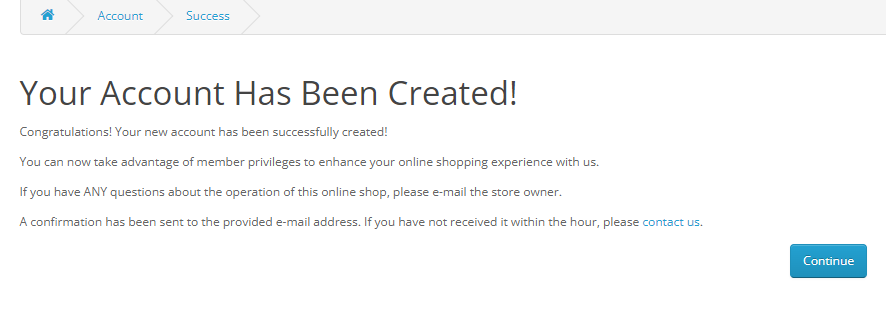 Account Success
Your Account Has Been Created!
Congratulations! Your new account has been successfully created!
You can now take advantage of member privileges to enhance your online shopping experience with us.
If you have ANY questions about the operation of this online shop, please e-mail the store owner.
A confirmation has been sent to the provided e-mail address. If you have not received it within the hour, please contact us.
Continue